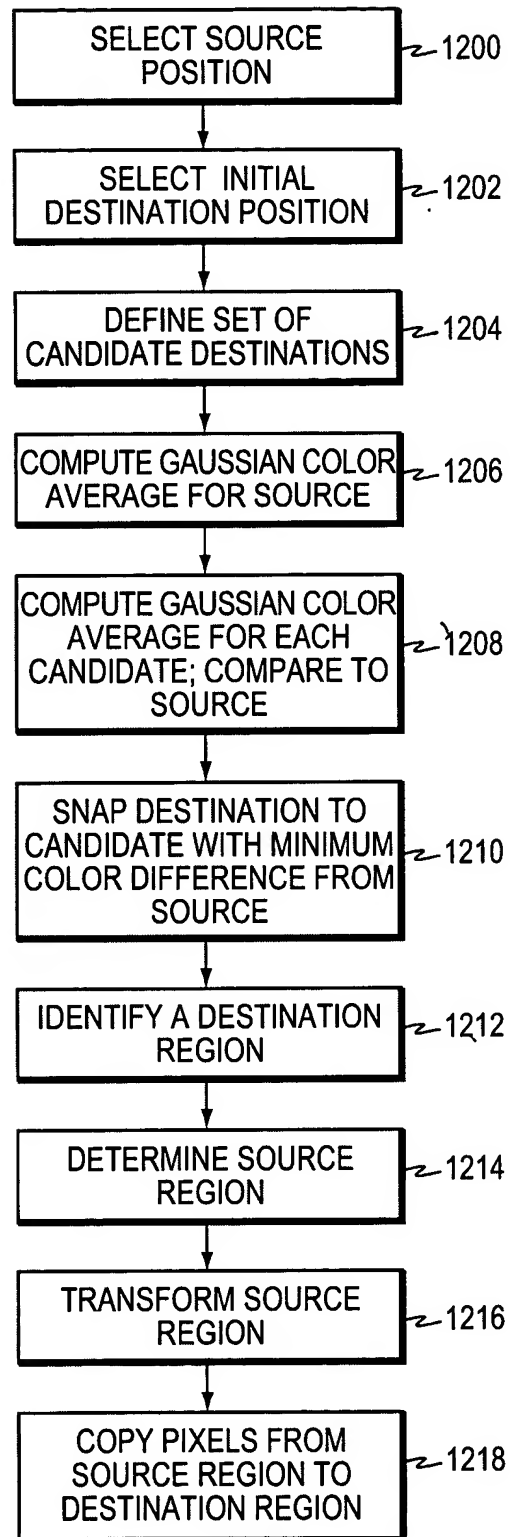 SELECT SOURCE
POSITION
1200
SELECT INITIAL
DESTINATION POSITION
1202
DEFINE SET OF
CANDIDATE DESTINATIONS
1204
COMPUTE GAUSSIAN COLOR
AVERAGE FOR SOURCE
1206
COMPUTE GAUSSIAN COLOR
AVERAGE FOR EACH
CANDIDATE; COMPARE TO
SOURCE
1208
SNAP DESTINATION TO
CANDIDATE WITH MINIMUM
COLOR DIFFERENCE FROM
SOURCE
1210
IDENTIFY A DESTINATION
REGION
1212
DETERMINE SOURCE
REGION
1214
TRANSFORM SOURCE
REGION
1216
COPY PIXELS FROM
SOURCE REGION TO
DESTINATION REGION
1218